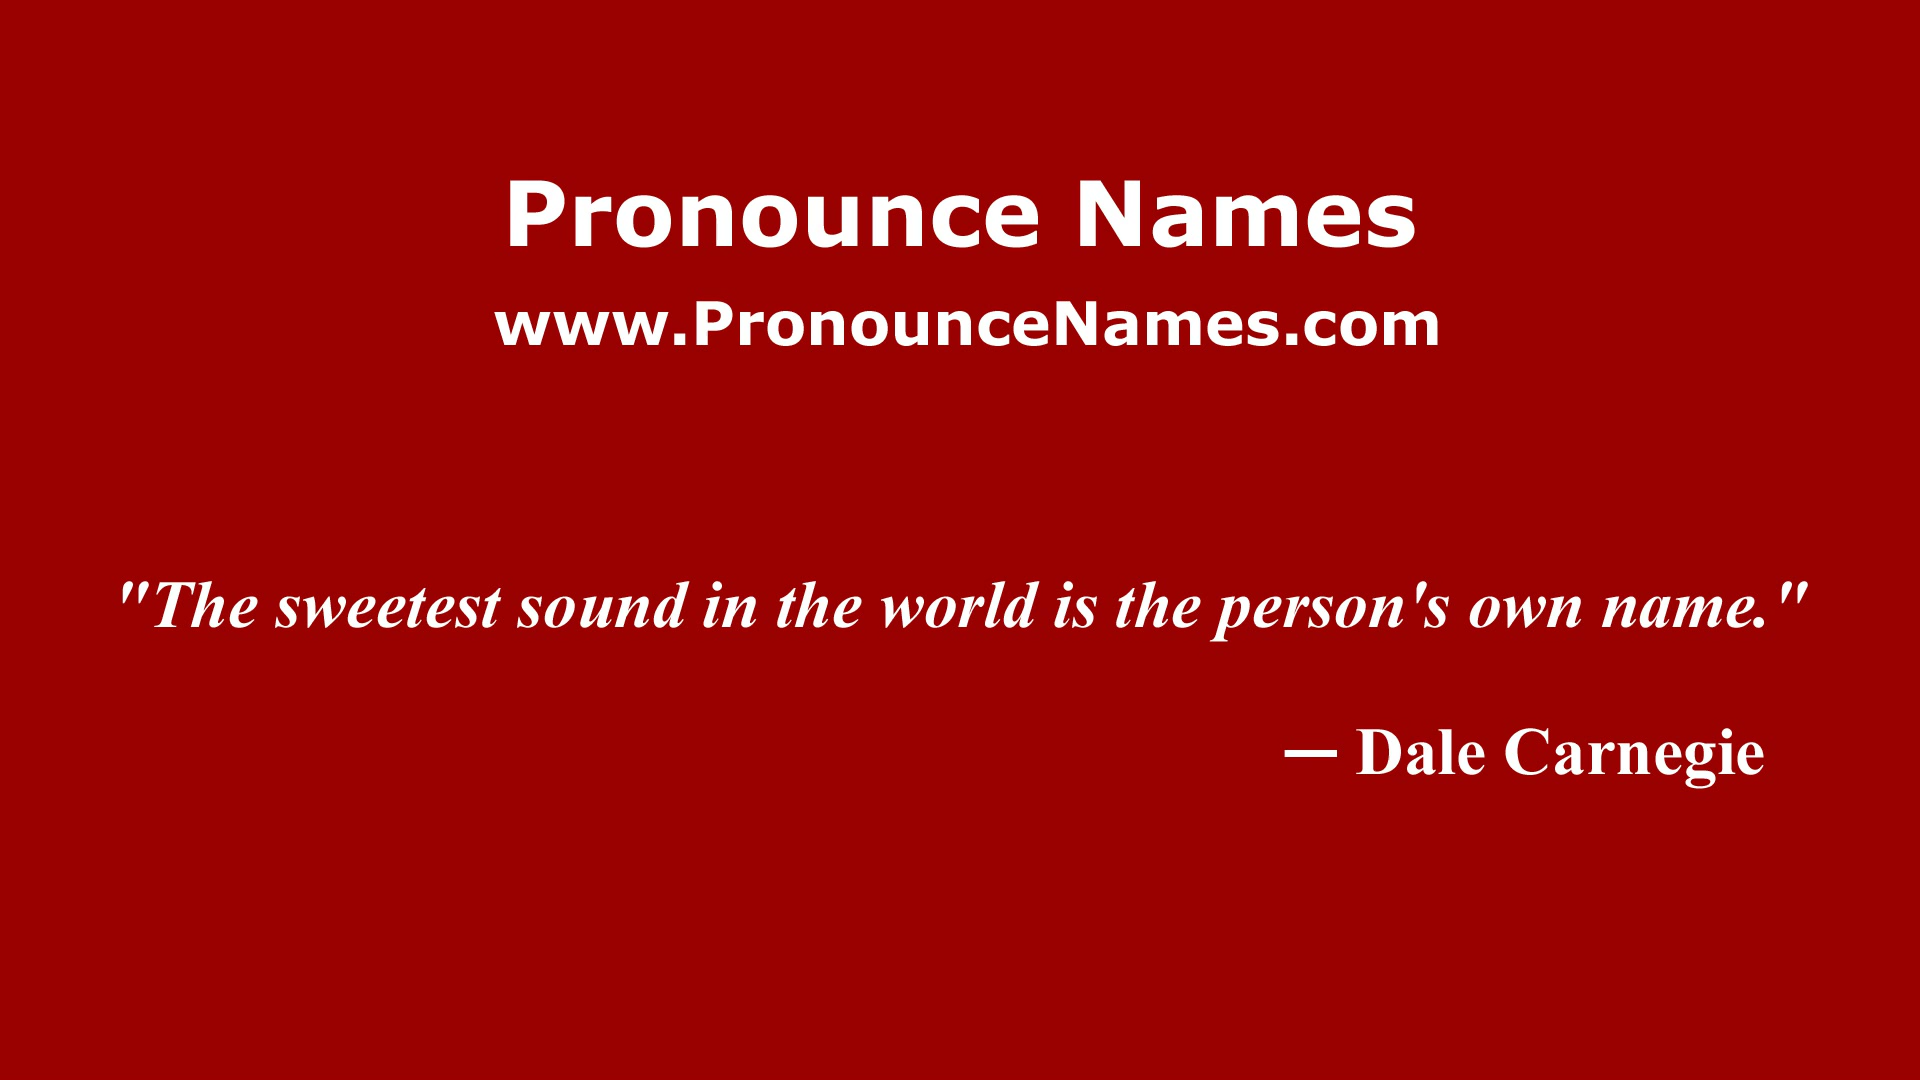 Pronounce Names
www.PronounceNames.com
"The sweetest sound in the world is the person's own name."
— Dale Carnegie